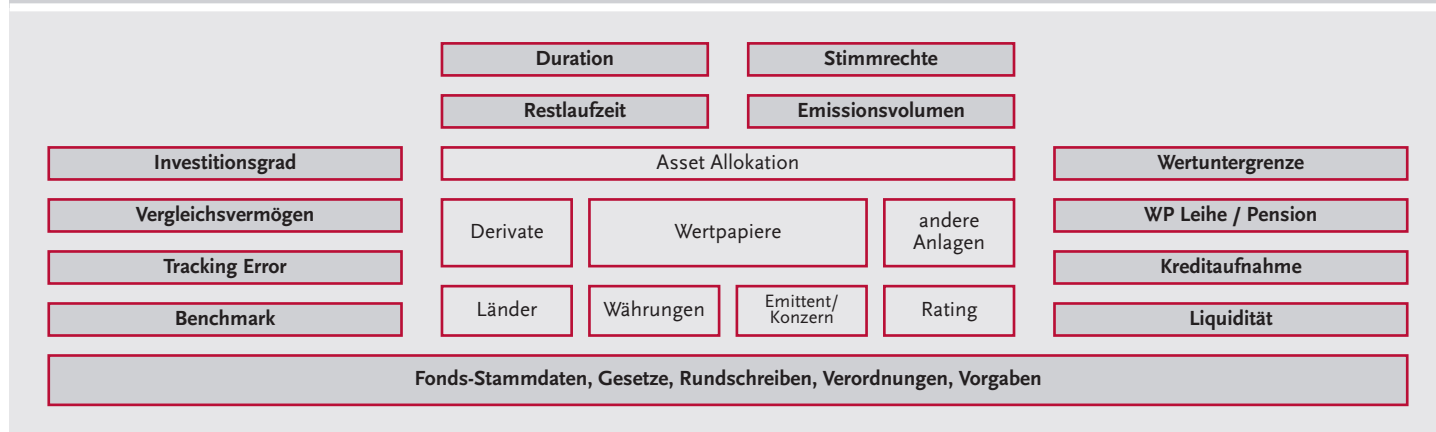 Duration
Stimmrechte
Restlaufzeit
Emissionsvolumen
Investitionsgrad
Asset Allokation
Wertuntergrenze
Vergleichsvermögen
Derivate
Wertpapiere
andere
Anlagen
WP Leihe / Pension
Tracking Error
Kreditaufnahme
Benchmark
Länder
Währungen
Emittent/
Konzern
Rating
Liquidität
Fonds-Stammdaten, Gesetze, Rundschreiben, Verordnungen, Vorgaben